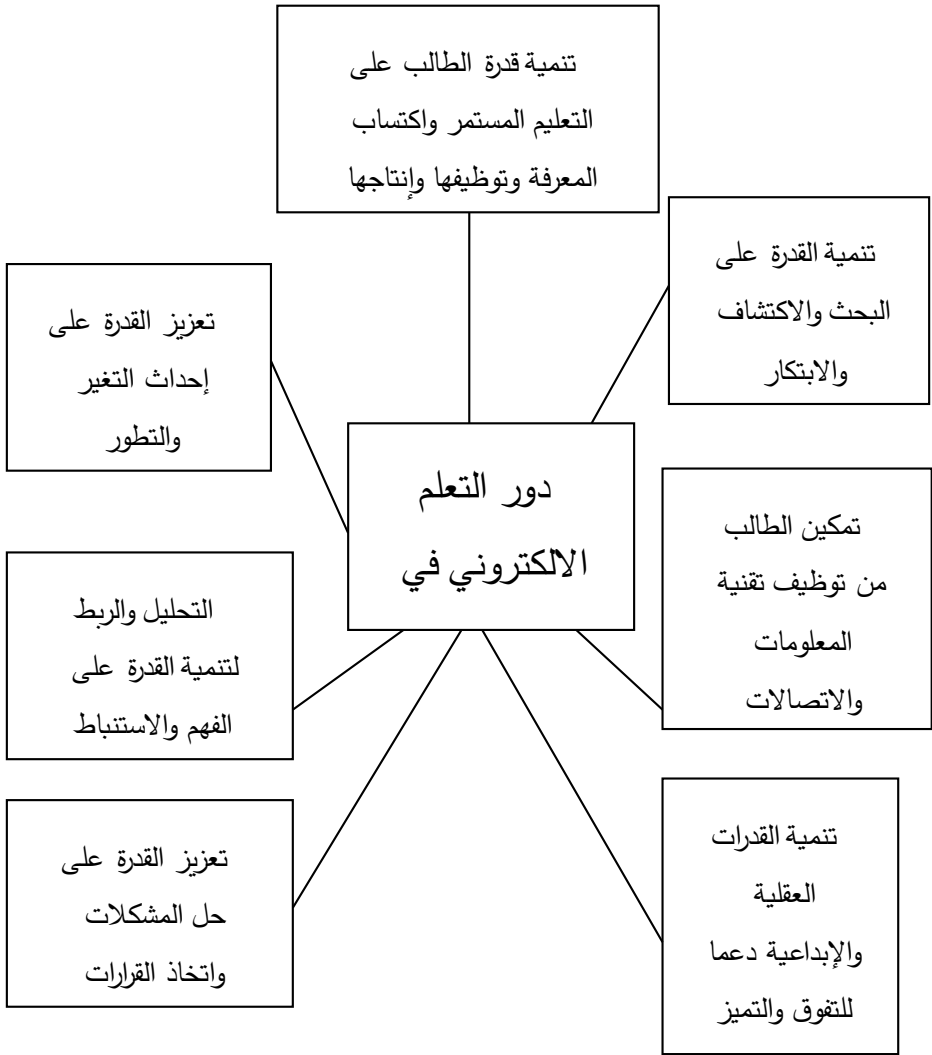 تنمية قدرة الطالب على
التعليم المستمر واكتساب
المعرفة وتوظيفها وإنتاجها
تنمية القدرة على
البحث والاكتشاف
والابتكار
تعزيز القدرة على
إحداث التغير
والتطور
دور التعلم
الالكتروني في
تمكين الطالب
من توظيف تقنية
المعلومات
والاتصالات
التحليل والربط
لتنمية القدرة على
الفهم والاستنباط
تنمية القدرات
العقلية
والإبداعية دعما
للتفوق والتميز
تعزيز القدرة على
حل المشكلات
واتخاذ القرارات